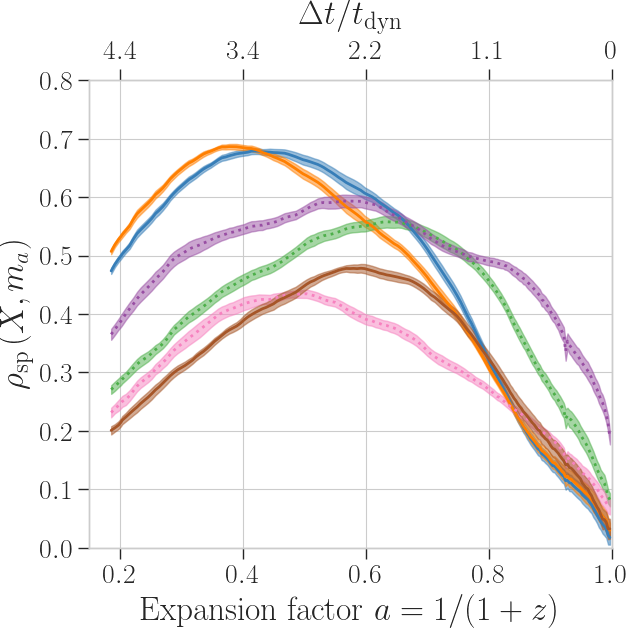 Δt/t_dyn
4.4 3.4 2.2 1.1 0
0.8
0.7
0.6
0.5
0.4
0.3
0.2
0.1
0.0
ρ_sp(X, m_a)
0.2 0.4 0.6 0.8 1.0
Expansion factor a = 1/(1 + z)